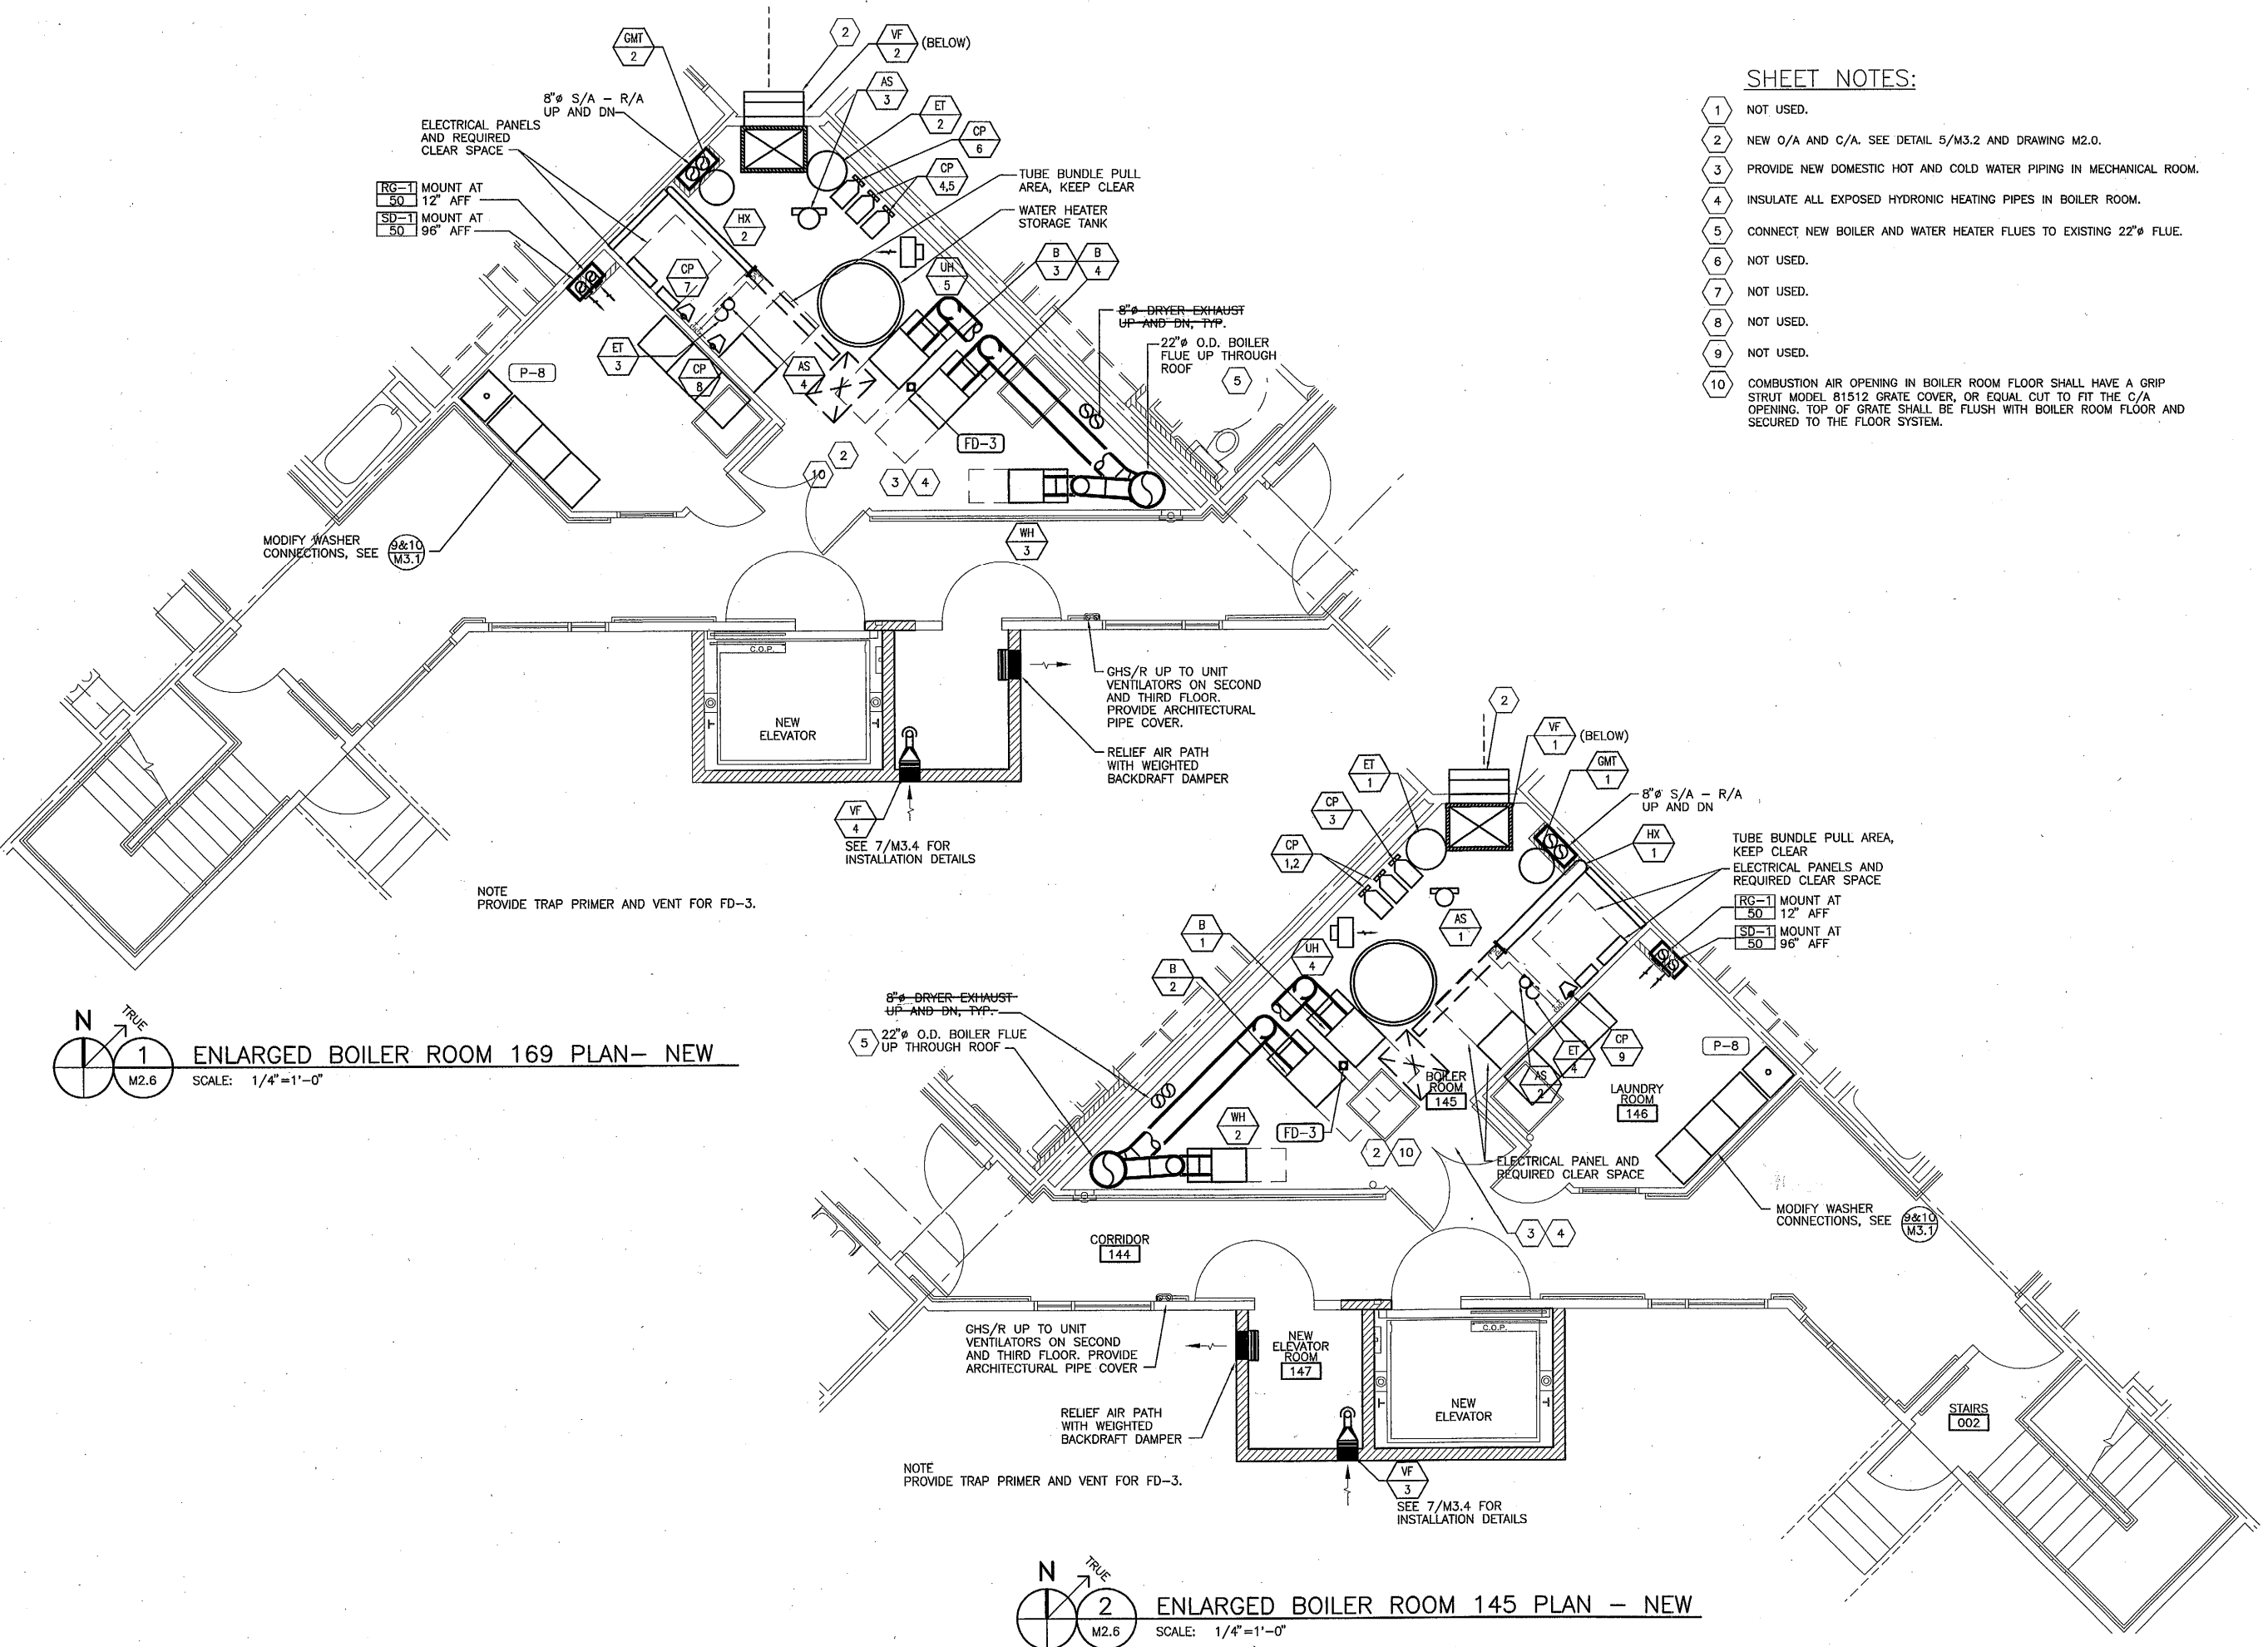 SHEET NOTES:
1 NOT USED.
2 NEW O/A AND C/A. SEE DETAIL 5/M3.2 AND DRAWING M2.0.
3 PROVIDE NEW DOMESTIC HOT AND COLD WATER PIPING IN MECHANICAL ROOM.
4 INSULATE ALL EXPOSED HYDRONIC HEATING PIPES IN BOILER ROOM.
5 CONNECT NEW BOILER AND WATER HEATER FLUES TO EXISTING 22"ø FLUE.
6 NOT USED.
7 NOT USED.
8 NOT USED.
9 NOT USED.
10 COMBUSTION AIR OPENING IN BOILER ROOM FLOOR SHALL HAVE A GRIP
STRUT MODEL 81512 GRATE COVER, OR EQUAL CUT TO FIT THE C/A
OPENING. TOP OF GRATE SHALL BE FLUSH WITH BOILER ROOM FLOOR AND
SECURED TO THE FLOOR SYSTEM.
GMT
2
2
VF
2
(BELOW)
AS
3
ET
2
CP
6
CP
4,5
8"ø S/A - R/A
UP AND DN
ELECTRICAL PANELS
AND REQUIRED
CLEAR SPACE
RG-1 MOUNT AT
50 12" AFF
SD-1 MOUNT AT
50 96" AFF
TUBE BUNDLE PULL
AREA, KEEP CLEAR
WATER HEATER
STORAGE TANK
HX
2
CP
7
UH
5
B
3
B
4
8"ø DRYER EXHAUST
UP AND DN, TYP.
22"ø O.D. BOILER
FLUE UP THROUGH
ROOF
5
ET
3
CP
8
AS
4
P-8
FD-3
2
10
3
4
WH
3
MODIFY WASHER
CONNECTIONS, SEE
9&10
M3.1
C.O.P.
NEW
ELEVATOR
GHS/R UP TO UNIT
VENTILATORS ON SECOND
AND THIRD FLOOR.
PROVIDE ARCHITECTURAL
PIPE COVER.
RELIEF AIR PATH
WITH WEIGHTED
BACKDRAFT DAMPER
VF
4
SEE 7/M3.4 FOR
INSTALLATION DETAILS
NOTE
PROVIDE TRAP PRIMER AND VENT FOR FD-3.
N
TRUE
1
M2.6
ENLARGED BOILER ROOM 169 PLAN- NEW
SCALE: 1/4"=1'-0"
2
VF
1
(BELOW)
GMT
1
ET
1
CP
3
CP
1,2
8"ø S/A - R/A
UP AND DN
HX
1
TUBE BUNDLE PULL AREA,
KEEP CLEAR
ELECTRICAL PANELS AND
REQUIRED CLEAR SPACE
RG-1 MOUNT AT
50 12" AFF
SD-1 MOUNT AT
50 96" AFF
AS
1
B
1
UH
4
B
2
8"ø DRYER EXHAUST
UP AND DN, TYP.
5
22"ø O.D. BOILER FLUE
UP THROUGH ROOF
ET
4
CP
9
AS
2
P-8
BOILER
ROOM
145
LAUNDRY
ROOM
146
WH
2
FD-3
2
10
ELECTRICAL PANEL AND
REQUIRED CLEAR SPACE
3
4
MODIFY WASHER
CONNECTIONS, SEE
9&10
M3.1
CORRIDOR
144
GHS/R UP TO UNIT
VENTILATORS ON SECOND
AND THIRD FLOOR. PROVIDE
ARCHITECTURAL PIPE COVER
NEW
ELEVATOR
ROOM
147
C.O.P.
NEW
ELEVATOR
RELIEF AIR PATH
WITH WEIGHTED
BACKDRAFT DAMPER
STAIRS
002
NOTE
PROVIDE TRAP PRIMER AND VENT FOR FD-3.
VF
3
SEE 7/M3.4 FOR
INSTALLATION DETAILS
N
TRUE
2
M2.6
ENLARGED BOILER ROOM 145 PLAN - NEW
SCALE: 1/4"=1'-0"